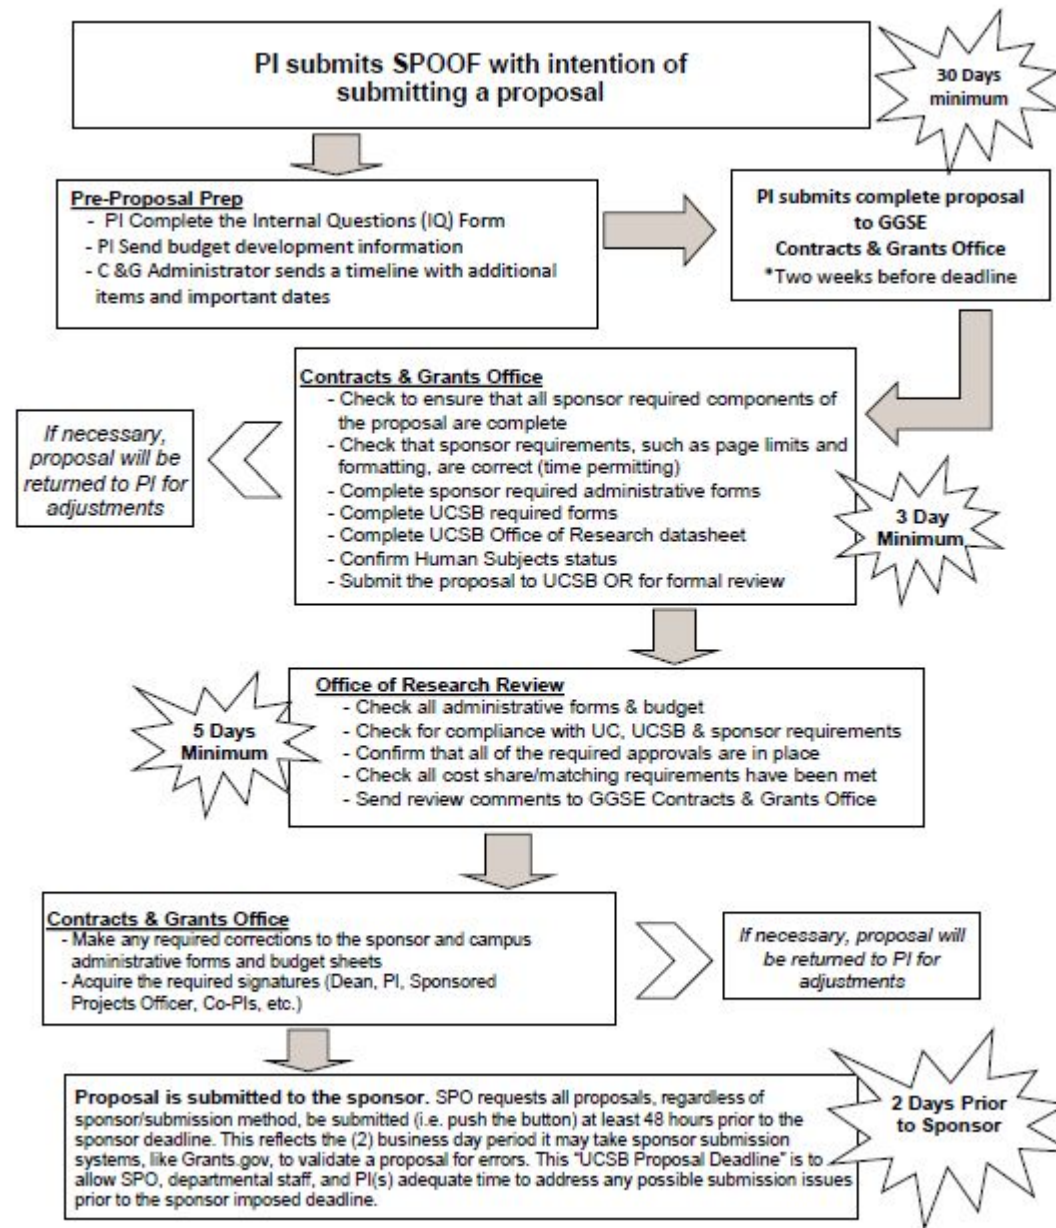 PI submits SPOOF with intention of
submitting a proposal
30 Days
minimum
Pre-Proposal Prep
- PI Complete the Internal Questions (IQ) Form
- PI Send budget development information
- C &G Administrator sends a timeline with additional
items and important dates
PI submits complete proposal
to GGSE
Contracts & Grants Office
*Two weeks before deadline
Contracts & Grants Office
- Check to ensure that all sponsor required components of
the proposal are complete
- Check that sponsor requirements, such as page limits and
formatting, are correct (time permitting)
- Complete sponsor required administrative forms
- Complete UCSB required forms
- Complete UCSB Office of Research datasheet
- Confirm Human Subjects status
- Submit the proposal to UCSB OR for formal review
If necessary,
proposal will be
returned to PI for
adjustments
3 Day
Minimum
Office of Research Review
- Check all administrative forms & budget
- Check for compliance with UC, UCSB & sponsor requirements
- Confirm that all of the required approvals are in place
- Check all cost share/matching requirements have been met
- Send review comments to GGSE Contracts & Grants Office
5 Days
Minimum
Contracts & Grants Office
- Make any required corrections to the sponsor and campus
administrative forms and budget sheets
- Acquire the required signatures (Dean, PI, Sponsored
Projects Officer, Co-PIs, etc.)
If necessary, proposal will
be returned to PI for
adjustments
Proposal is submitted to the sponsor. SPO requests all proposals, regardless of
sponsor/submission method, be submitted (i.e. push the button) at least 48 hours prior to the
sponsor deadline. This reflects the (2) business day period it may take sponsor submission
systems, like Grants.gov, to validate a proposal for errors. This "UCSB Proposal Deadline" is to
allow SPO, departmental staff, and PI(s) adequate time to address any possible submission issues
prior to the sponsor imposed deadline.
2 Days Prior
to Sponsor